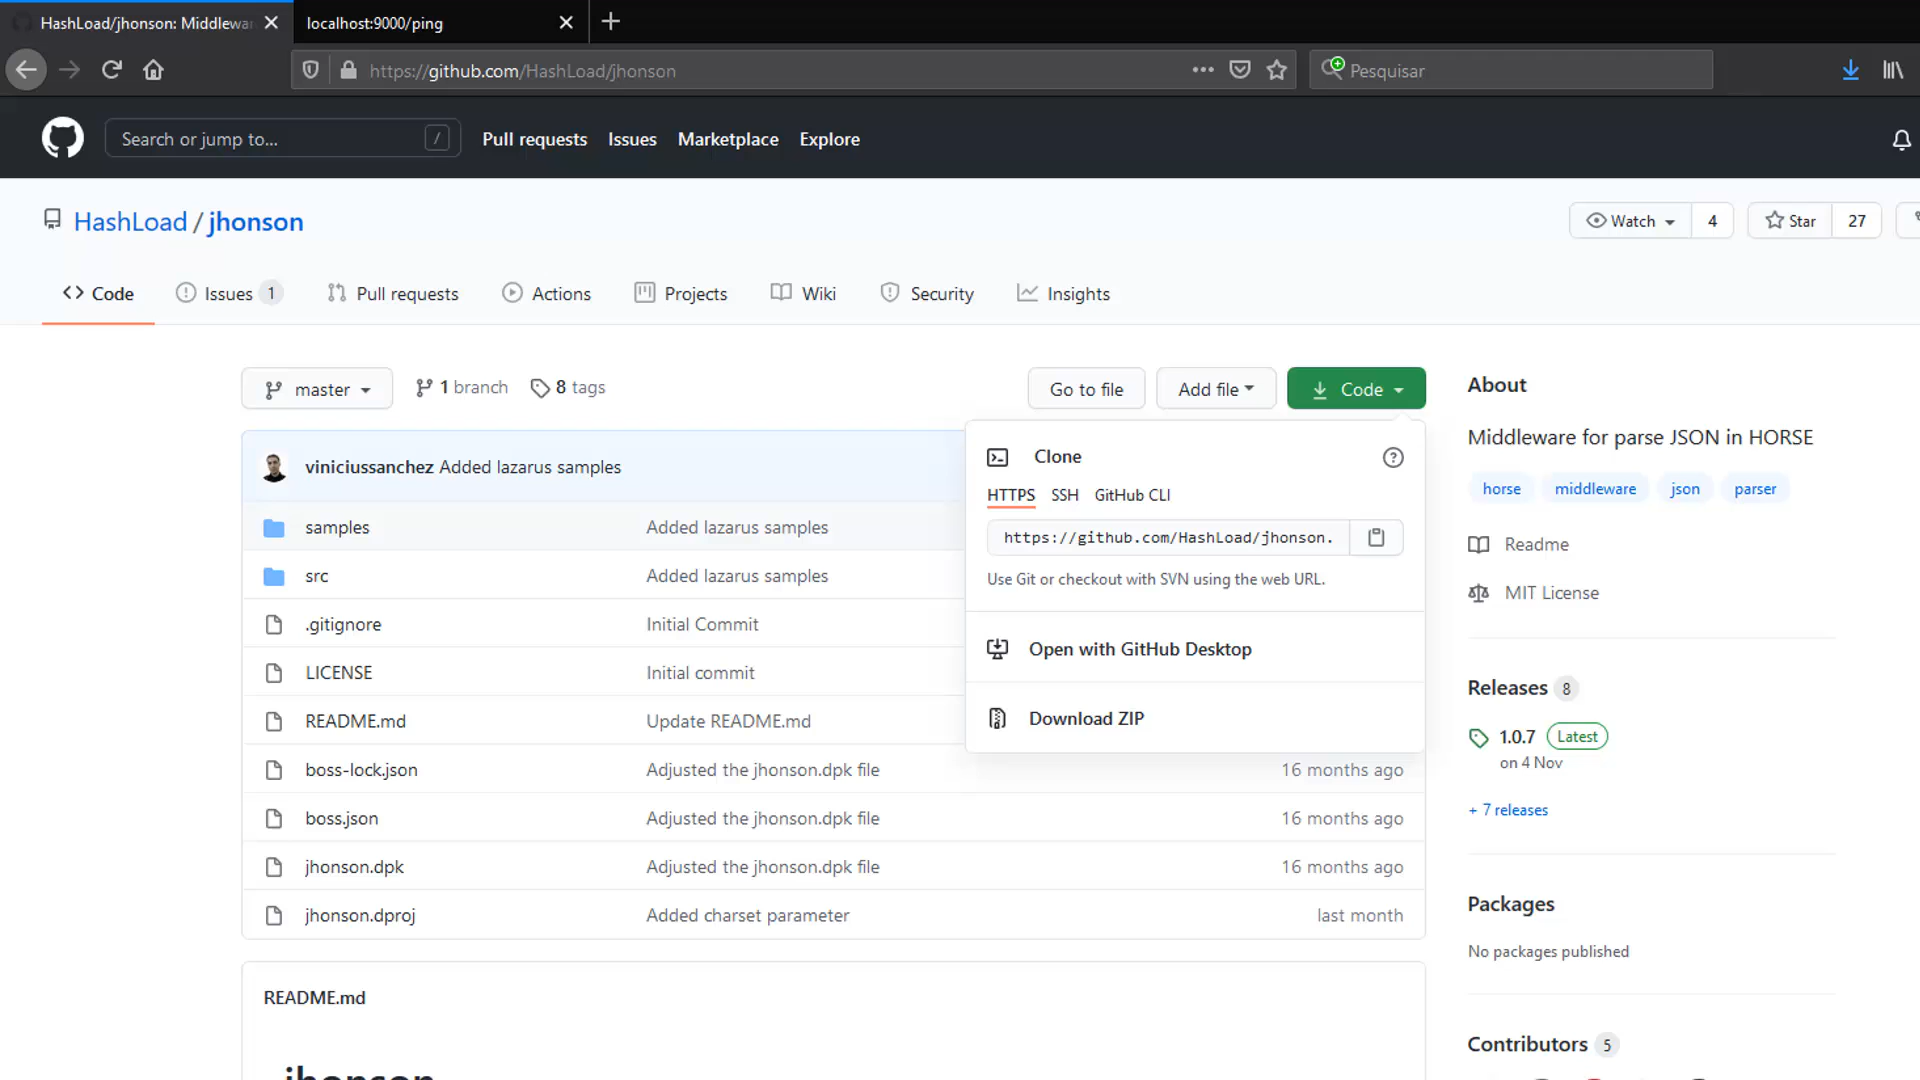 HashLoad/jhonson: Middlewar
localhost:9000/ping
https://github.com/HashLoad/jhonson
Pesquisar
Search or jump to... /
Pull requests Issues Marketplace Explore
HashLoad / jhonson
Watch 4
Star 27
Code
Issues 1
Pull requests
Actions
Projects
Wiki
Security
Insights
master
1 branch
8 tags
Go to file
Add file
Code
viniciussanchez Added lazarus samples
samples Added lazarus samples
src Added lazarus samples
.gitignore Initial Commit
LICENSE Initial commit
README.md Update README.md
boss-lock.json Adjusted the jhonson.dpk file 16 months ago
boss.json Adjusted the jhonson.dpk file 16 months ago
jhonson.dpk Adjusted the jhonson.dpk file 16 months ago
jhonson.dproj Added charset parameter last month
Clone
HTTPS SSH GitHub CLI
https://github.com/HashLoad/jhonson.
Use Git or checkout with SVN using the web URL.
Open with GitHub Desktop
Download ZIP
README.md
jhonson
About
Middleware for parse JSON in HORSE
horse middleware json parser
Readme
MIT License
Releases 8
1.0.7 Latest
on 4 Nov
+ 7 releases
Packages
No packages published
Contributors 5